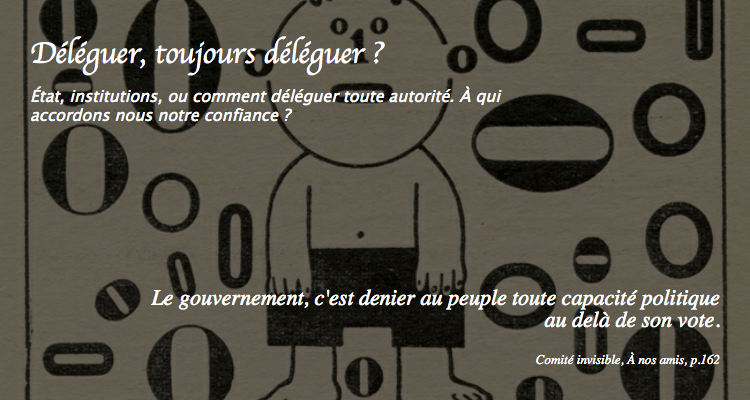 Déléguer, toujours déléguer ?
État, institutions, ou comment déléguer toute autorité. À qui
accordons nous notre confiance ?
Le gouvernement, c'est denier au peuple toute capacité politique
au delà de son vote.
Comité invisible, À nos amis, p.162